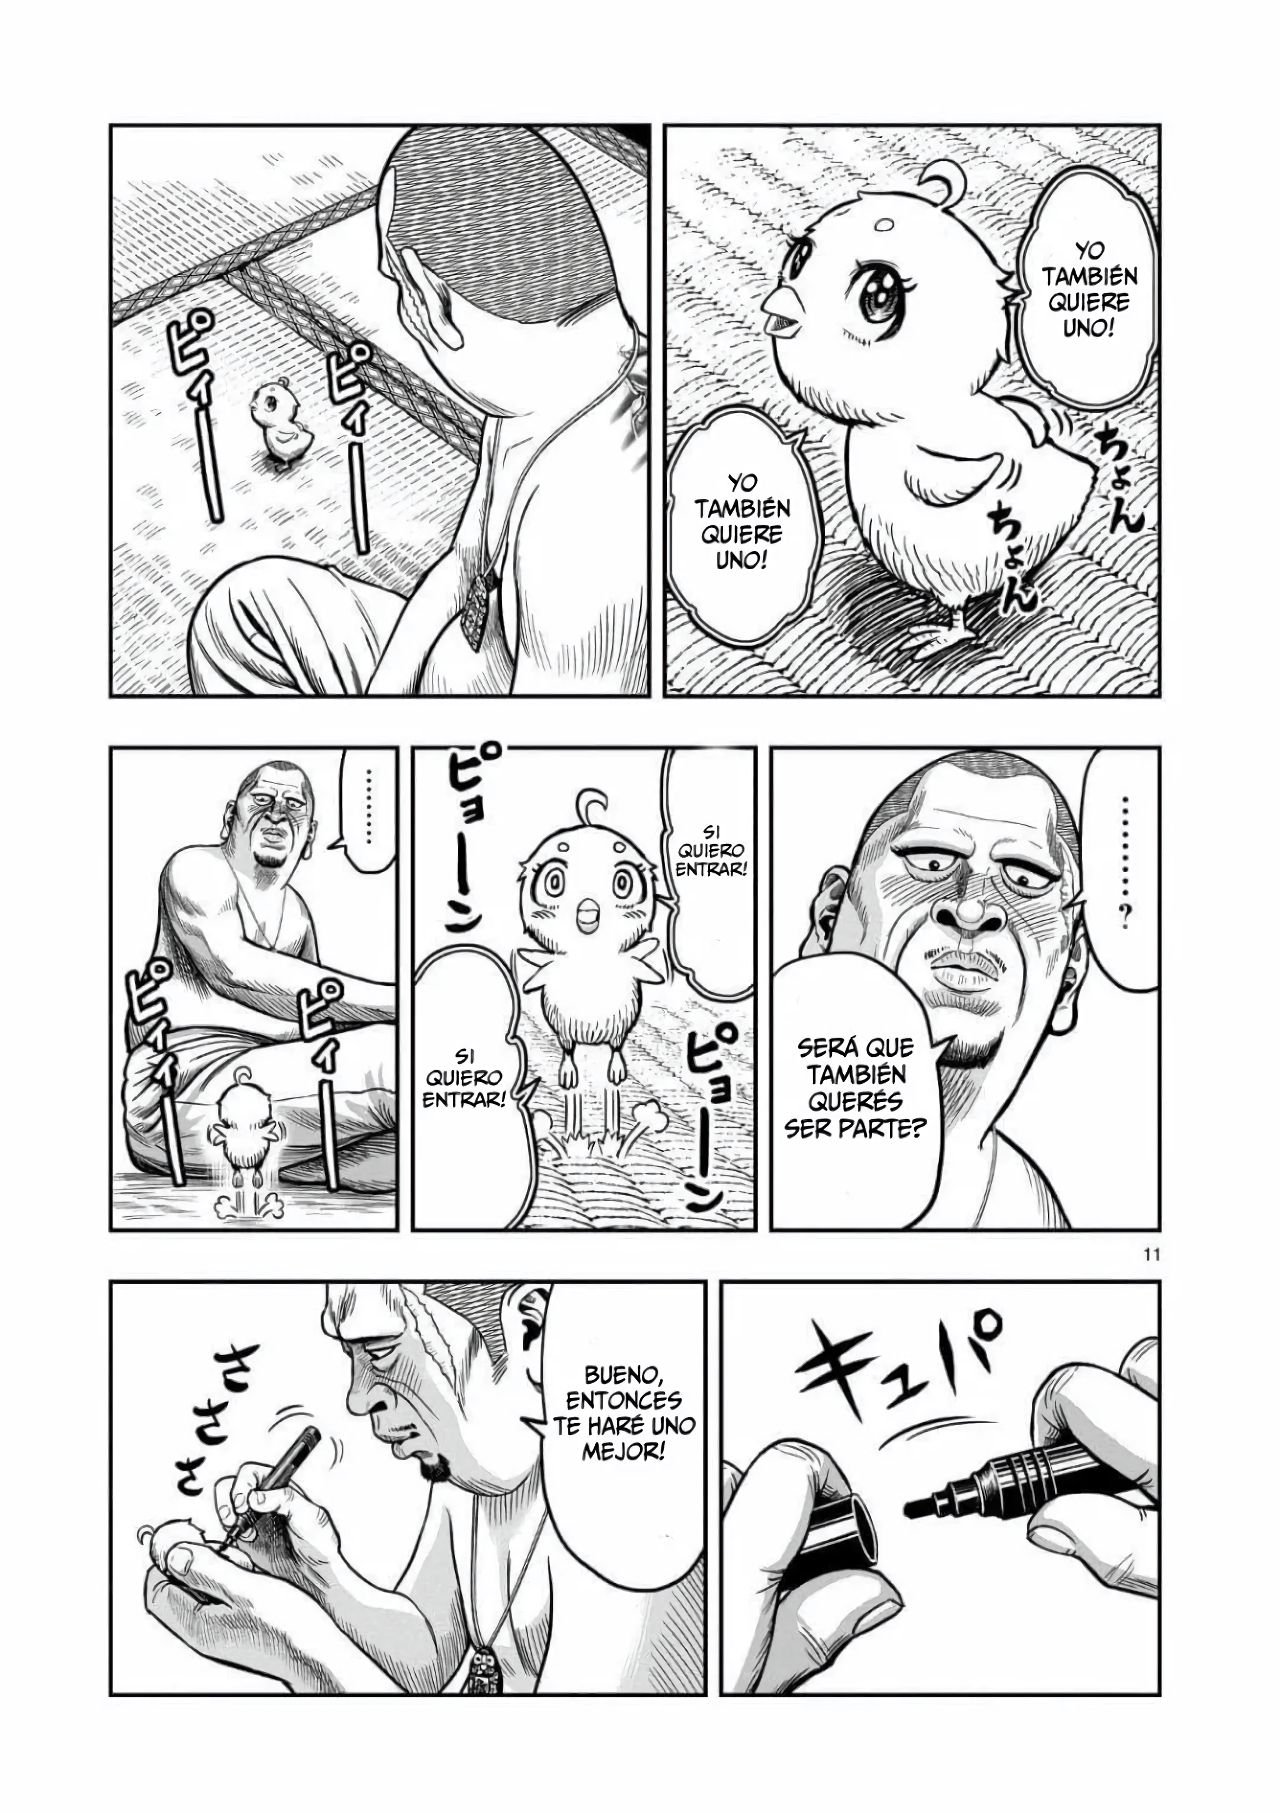 YO
TAMBIÉN
QUIERE
UNO!
YO
TAMBIÉN
QUIERE
UNO!
ちょん
ちょん
ピィー
ピィー
.........?
SERÁ QUE
TAMBIÉN
QUERÉS
SER PARTE?
SI
QUIERO
ENTRAR!
SI
QUIERO
ENTRAR!
ピョーン
ピョーン
.........
ピィー
ピィィー
11
キュパ
BUENO,
ENTONCES
TE HARÉ UNO
MEJOR!
ささささ